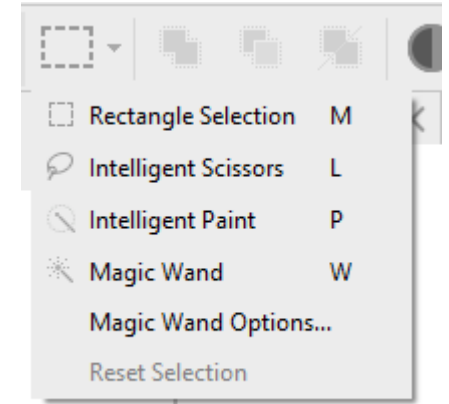 Rectangle Selection M
Intelligent Scissors L
Intelligent Paint P
Magic Wand W
Magic Wand Options...
Reset Selection